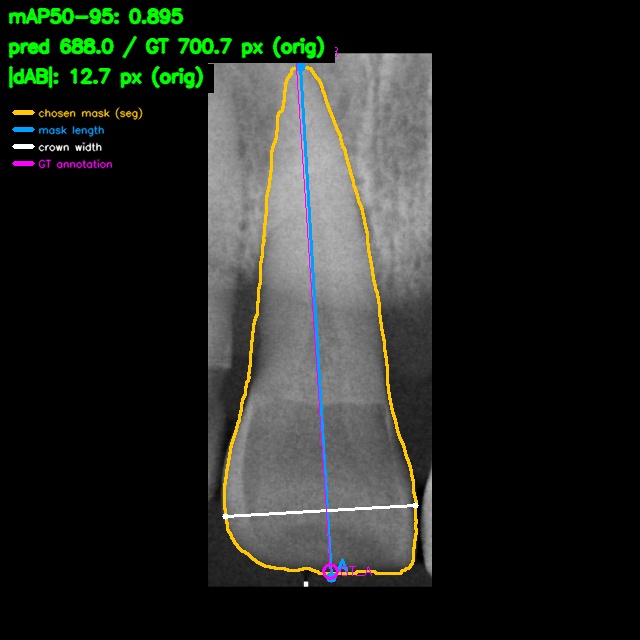 mAP50-95: 0.895
pred 688.0 / GT 700.7 px (orig)
|dAB|: 12.7 px (orig)
chosen mask (seg)
mask length
crown width
GT annotation
A
GT_A